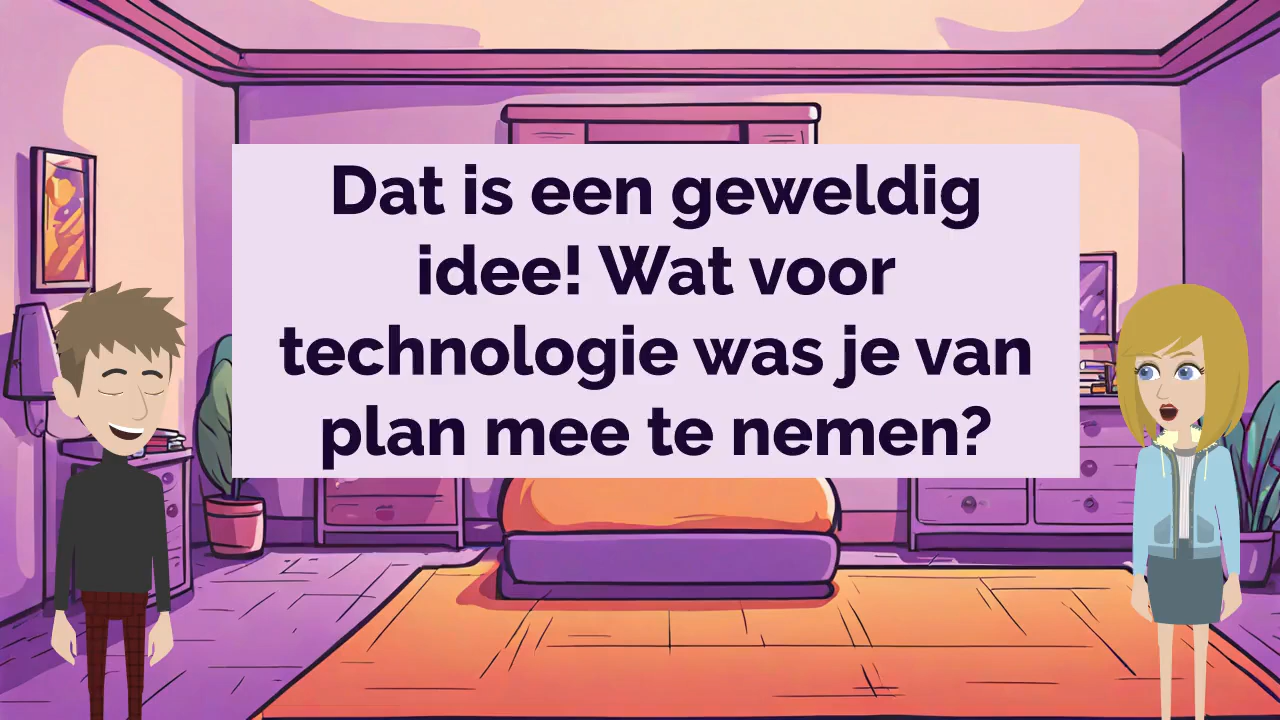 Dat is een geweldig
idee! Wat voor
technologie was je van
plan mee te nemen?